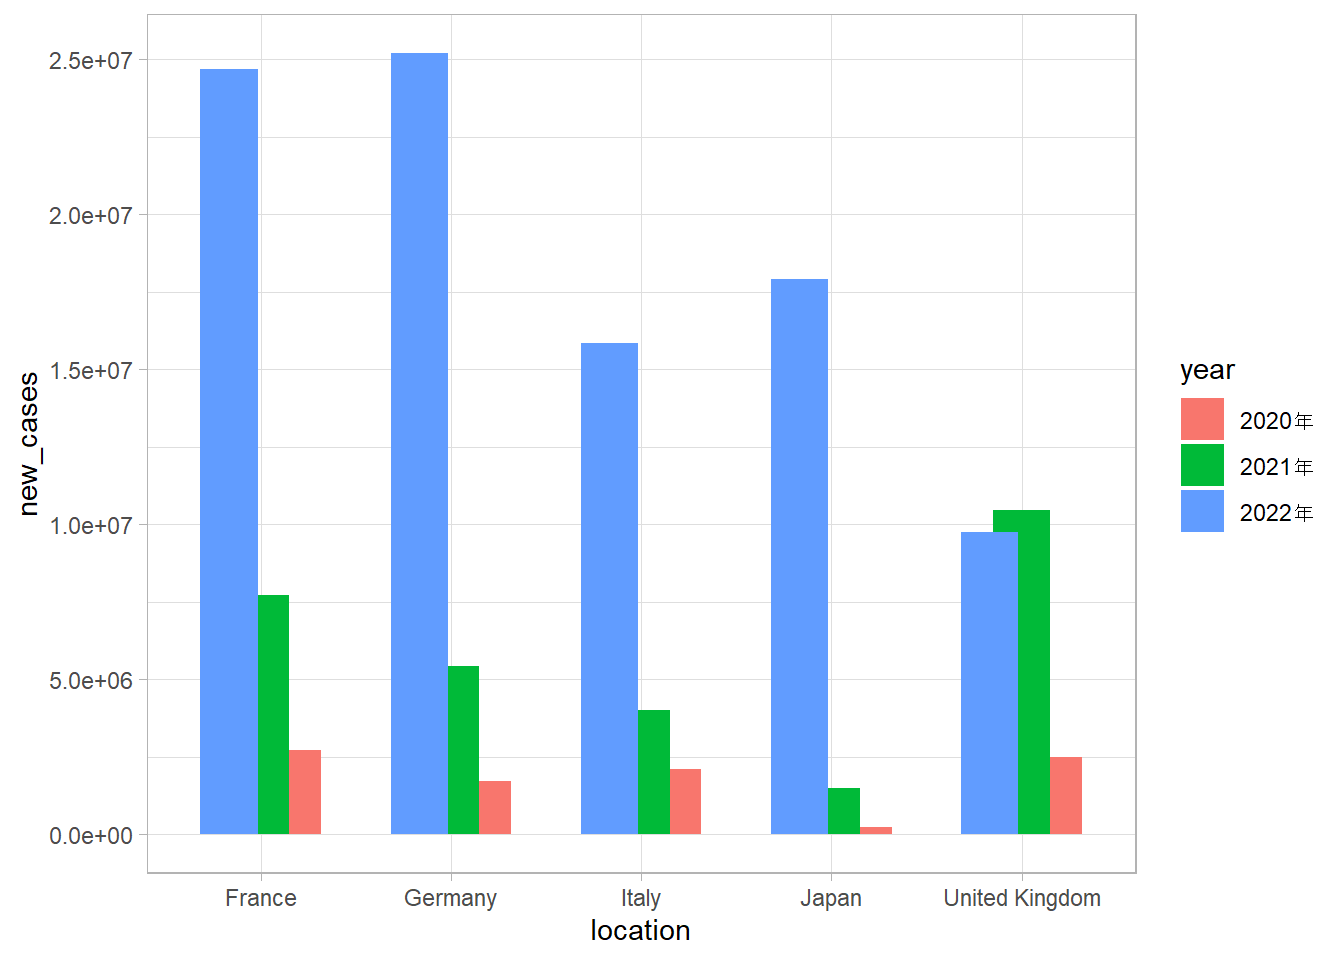 2.5e+07
2.0e+07
1.5e+07
1.0e+07
5.0e+06
0.0e+00
new_cases
France Germany Italy Japan United Kingdom
location
year
2020年
2021年
2022年